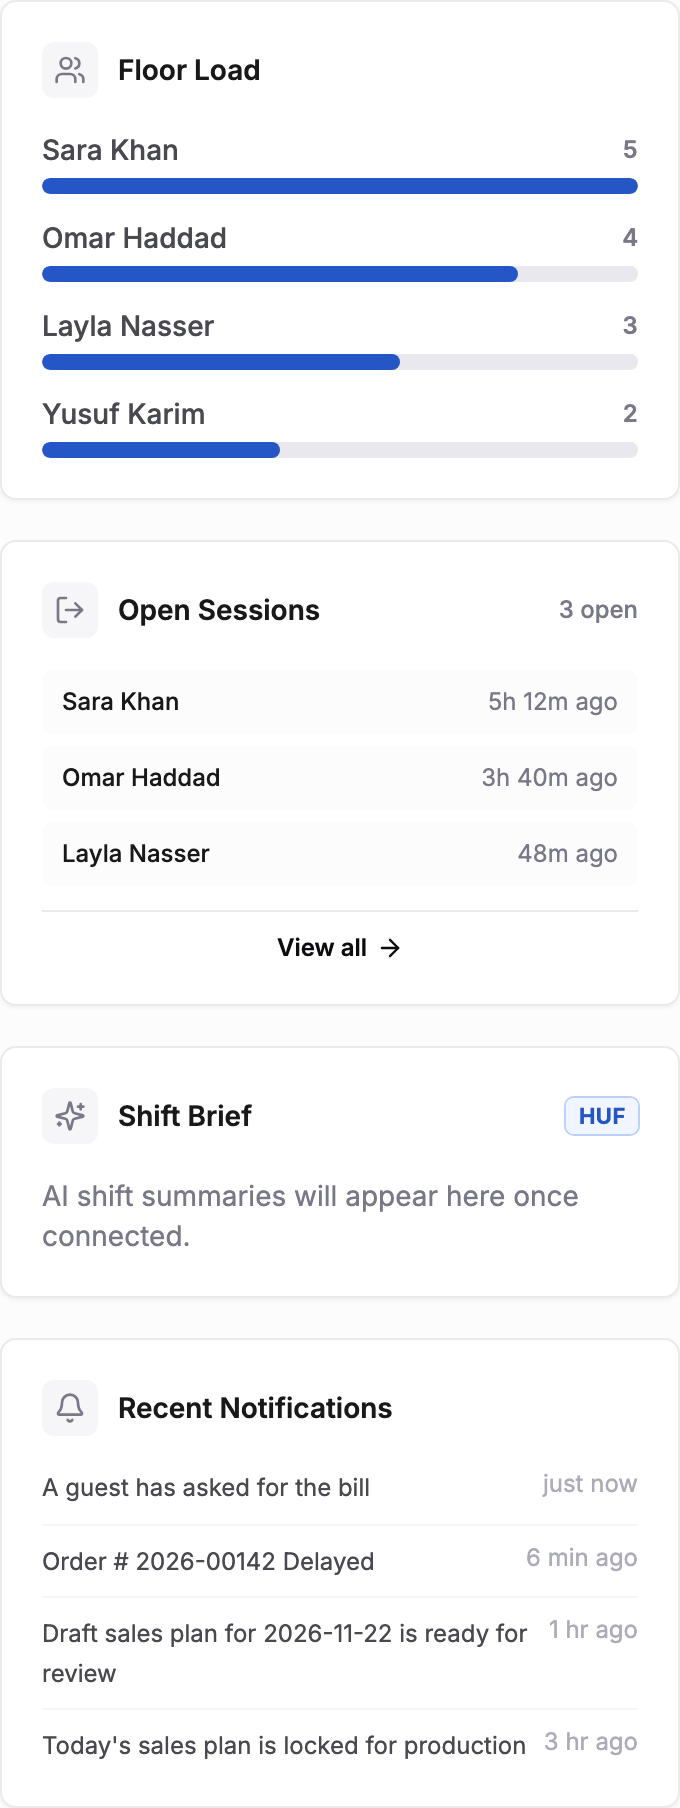 Floor Load
Sara Khan 5
Omar Haddad 4
Layla Nasser 3
Yusuf Karim 2
Open Sessions 3 open
Sara Khan 5h 12m ago
Omar Haddad 3h 40m ago
Layla Nasser 48m ago
View all →
Shift Brief HUF
AI shift summaries will appear here once
connected.
Recent Notifications
A guest has asked for the bill just now
Order # 2026-00142 Delayed 6 min ago
Draft sales plan for 2026-11-22 is ready for 1 hr ago
review
Today's sales plan is locked for production 3 hr ago